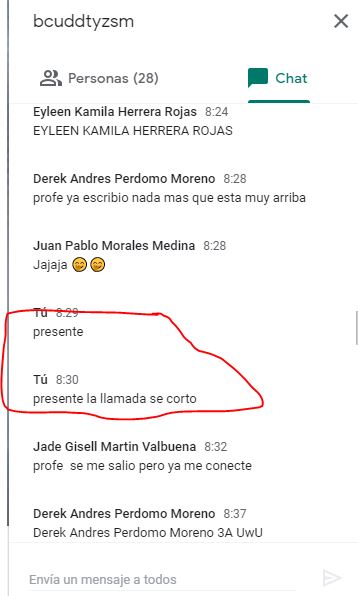 bcuddtyzsm
Personas (28)
Chat
Eyleen Kamila Herrera Rojas 8:24
EYLEEN KAMILA HERRERA ROJAS
Derek Andres Perdomo Moreno 8:28
profe ya escribio nada mas que esta muy arriba
Juan Pablo Morales Medina 8:28
Jajaja 😄😄
Tú 8:29
presente
Tú 8:30
presente la llamada se corto
Jade Gisell Martin Valbuena 8:32
profe se me salio pero ya me conecte
Derek Andres Perdomo Moreno 8:37
Derek Andres Perdomo Moreno 3A UwU
Envía un mensaje a todos